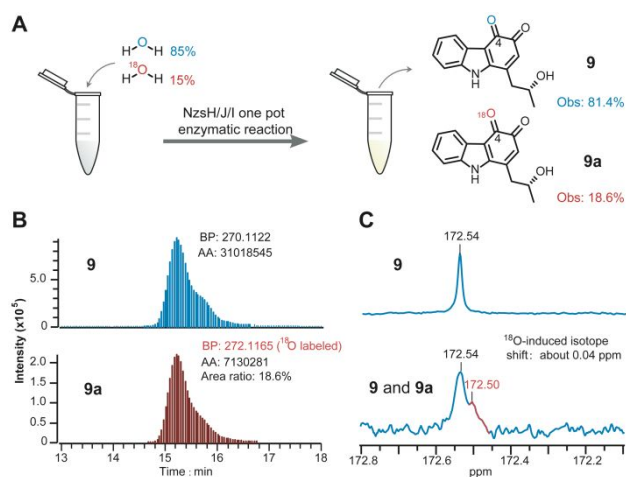 A
H O H 85%
H 18O H 15%
NzsH/J/I one pot
enzymatic reaction
O O
4
N
H
OH
9
Obs: 81.4%
18O O
4
N
H
OH
9a
Obs: 18.6%
B
9
BP: 270.1122
AA: 31018545
5.0
0
Intensity (x10^5)
9a
BP: 272.1165 (18O labeled)
AA: 7130281
Area ratio: 18.6%
2.0
1.5
1.0
0.5
0
13 14 15 16 17 18
Time : min
C
172.54
9
18O-induced isotope
shift: about 0.04 ppm
172.54
172.50
9 and 9a
172.8 172.6 172.4 172.2
ppm